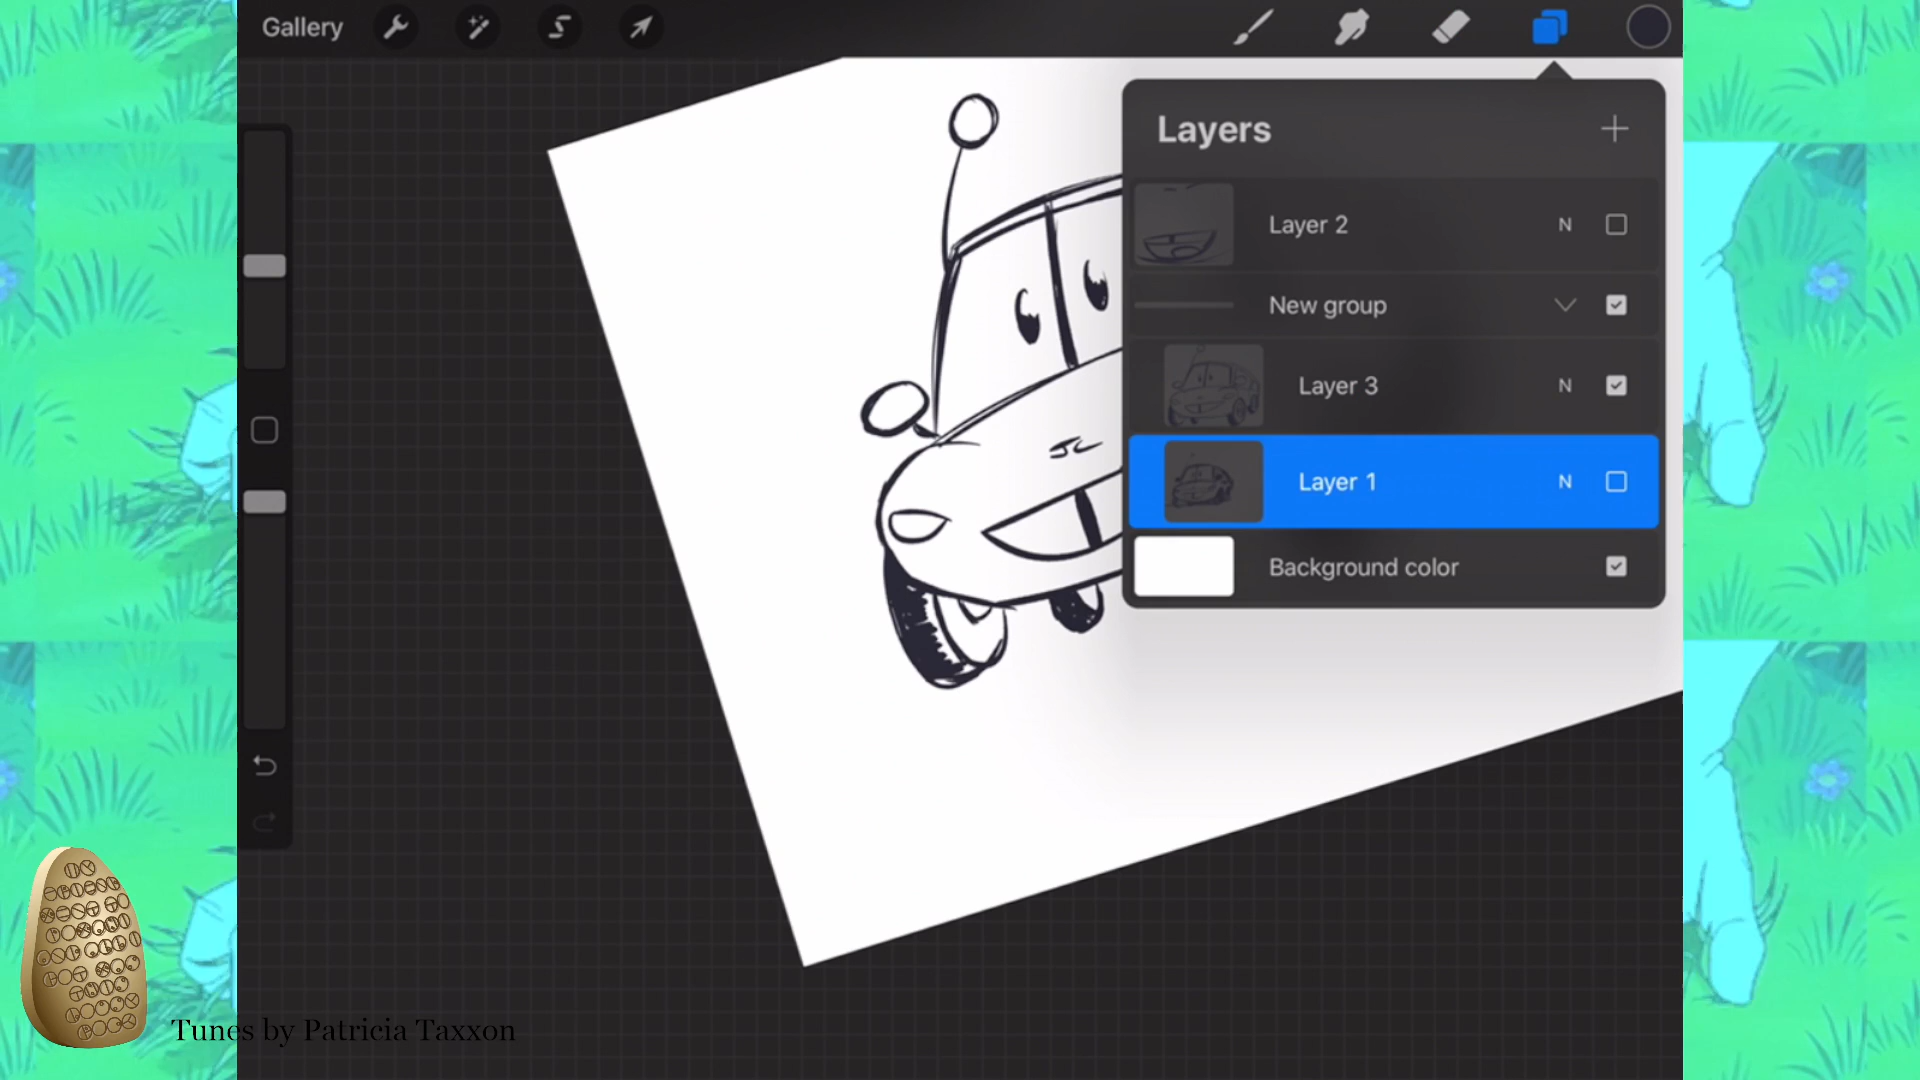 Gallery
Layers
Layer 2 N
New group
Layer 3 N
Layer 1 N
Background color
Tunes by Patricia Taxxon